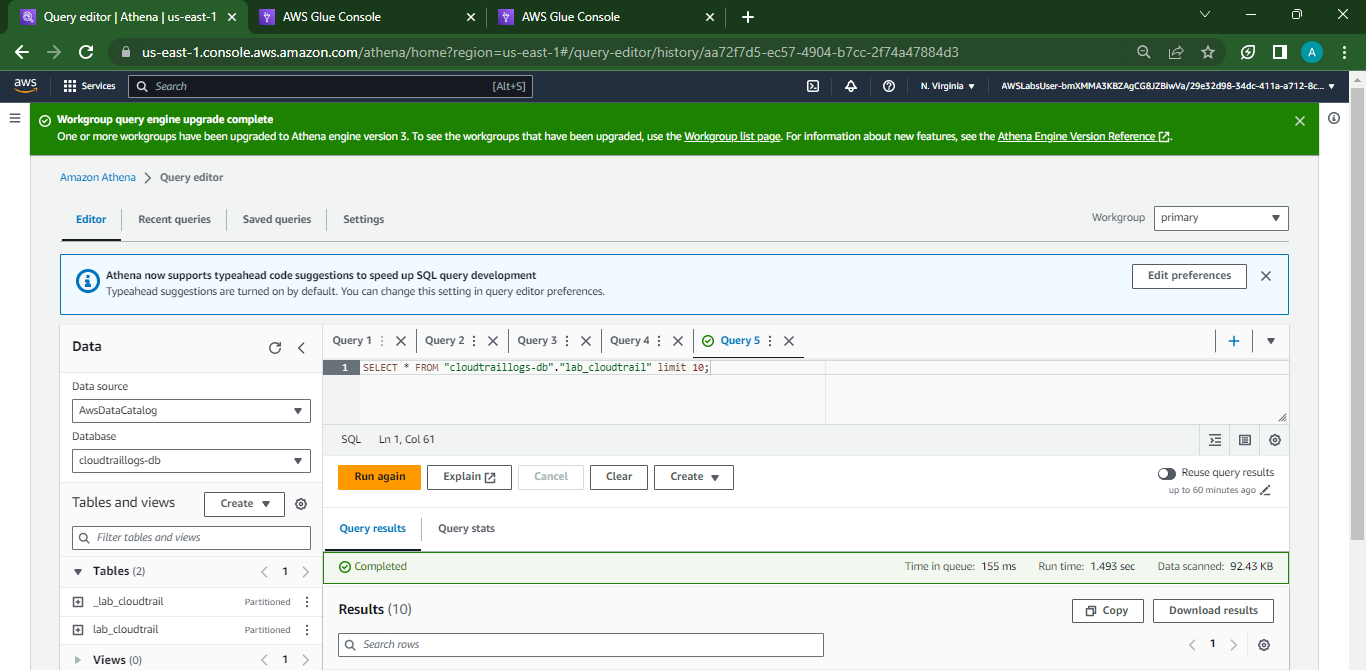 Query editor | Athena | us-east-1
AWS Glue Console
AWS Glue Console
us-east-1.console.aws.amazon.com/athena/home?region=us-east-1#/query-editor/history/aa72f7d5-ec57-4904-b7cc-2f74a47884d3
A
aws
Services
Search
[Alt+S]
N. Virginia
AWSLabsUser-bmXMMA3KBZAgCG8JZBiwVa/29e32d98-34dc-411a-a712-8c...
Workgroup query engine upgrade complete
One or more workgroups have been upgraded to Athena engine version 3. To see the workgroups that have been upgraded, use the Workgroup list page. For information about new features, see the Athena Engine Version Reference.
Amazon Athena > Query editor
Editor
Recent queries
Saved queries
Settings
Workgroup
primary
Athena now supports typeahead code suggestions to speed up SQL query development
Typeahead suggestions are turned on by default. You can change this setting in query editor preferences.
Edit preferences
Data
Data source
AwsDataCatalog
Database
cloudtraillogs-db
Tables and views
Create
Filter tables and views
Tables (2)
1
_lab_cloudtrail
Partitioned
lab_cloudtrail
Partitioned
Views (0)
1
Query 1
Query 2
Query 3
Query 4
Query 5
1
SELECT * FROM "cloudtraillogs-db"."lab_cloudtrail" limit 10;
SQL
Ln 1, Col 61
Run again
Explain
Cancel
Clear
Create
Reuse query results
up to 60 minutes ago
Query results
Query stats
Completed
Time in queue: 155 ms
Run time: 1.493 sec
Data scanned: 92.43 KB
Results (10)
Copy
Download results
Search rows
1